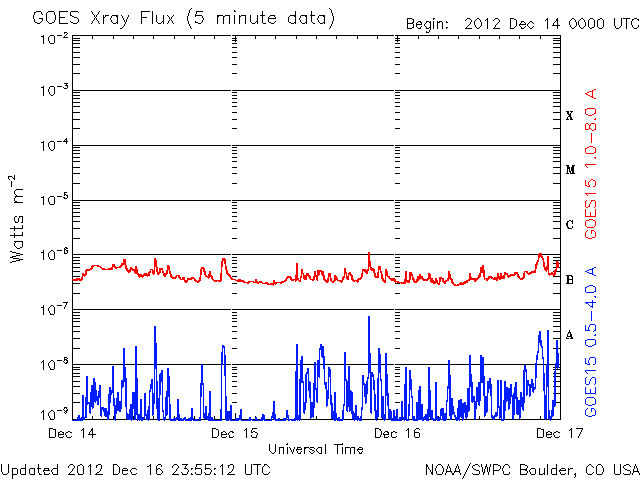 GOES Xray Flux (5 minute data)
Begin: 2012 Dec 14 0000 UTC
10⁻²
10⁻³
10⁻⁴
10⁻⁵
10⁻⁶
10⁻⁷
10⁻⁸
10⁻⁹
Watts m⁻²
X
M
C
B
A
GOES15 1.0-8.0 A
GOES15 0.5-4.0 A
Dec 14
Dec 15
Dec 16
Dec 17
Universal Time
Updated 2012 Dec 16 23:55:12 UTC
NOAA/SWPC Boulder, CO USA